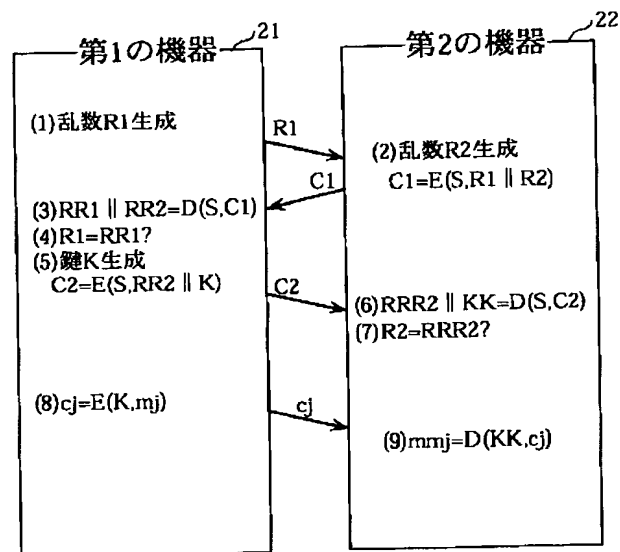 第1の機器
21
第2の機器
22
(1)乱数R1生成
R1
(2)乱数R2生成
C1=E(S,R1 || R2)
C1
(3)RR1 || RR2=D(S,C1)
(4)R1=RR1?
(5)鍵K生成
C2=E(S,RR2 || K)
C2
(6)RRR2 || KK=D(S,C2)
(7)R2=RRR2?
(8)cj=E(K,mj)
cj
(9)mmj=D(KK,cj)